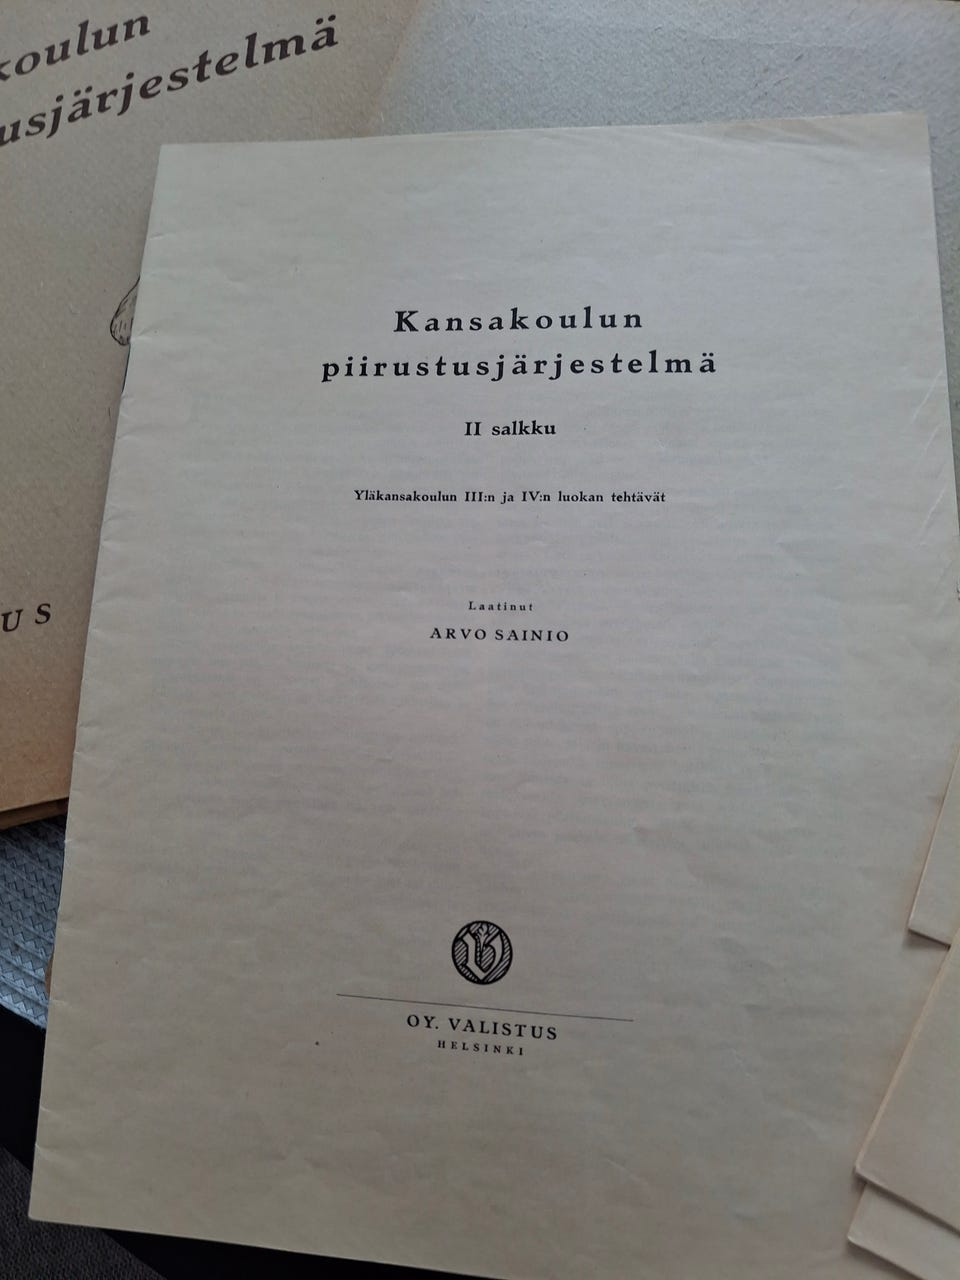 koulun
usjärjestelmä
US
Kansakoulun
piirustusjärjestelmä
II salkku
Yläkansakoulun III:n ja IV:n luokan tehtävät
Laatinut
ARVO SAINIO
V
OY. VALISTUS
HELSINKI